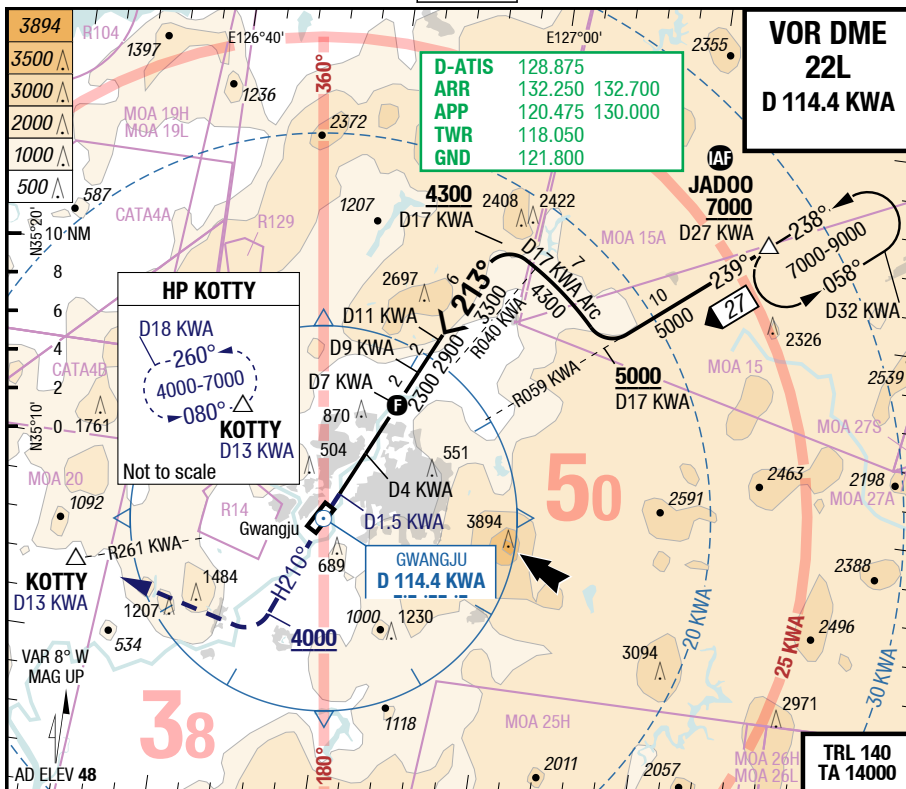 3894
3500
3000
2000
1000
500
R104
1397
E126°40'
E127°00'
2355
VOR DME
22L
D 114.4 KWA
D-ATIS 128.875
ARR 132.250 132.700
APP 120.475 130.000
TWR 118.050
GND 121.800
1236
360°
MOA 19H
MOA 19L
2372
587
CATA4A
R129
1207
4300
D17 KWA
2408
2422
IAF
JADOO
7000
D27 KWA
MOA 15A
238°
7000-9000
058°
D32 KWA
239°
27
N35°20'
10 NM
8
6
4
2
0
N35°10'
HP KOTTY
D18 KWA
260°
4000-7000
080°
KOTTY
D13 KWA
Not to scale
2697
6
213°
3300
D17 KWA Arc
7
4300
10
5000
D11 KWA
D9 KWA
D7 KWA
2
2
2900
2300
R040 KWA
R059 KWA
5000
D17 KWA
2326
MOA 15
2539
CATA4B
1761
870
F
504
551
D4 KWA
D1.5 KWA
MOA 20
1092
R14
Gwangju
50
2463
MOA 27S
2198
MOA 27A
2591
3894
R261 KWA
KOTTY
D13 KWA
689
GWANGJU
D 114.4 KWA
H210°
1484
1207
534
4000
1000
1230
2388
2496
20 KWA
25 KWA
30 KWA
3094
2971
VAR 8° W
MAG UP
38
1118
MOA 25H
180°
AD ELEV 48
2011
2057
MOA 26H
MOA 26L
TRL 140
TA 14000